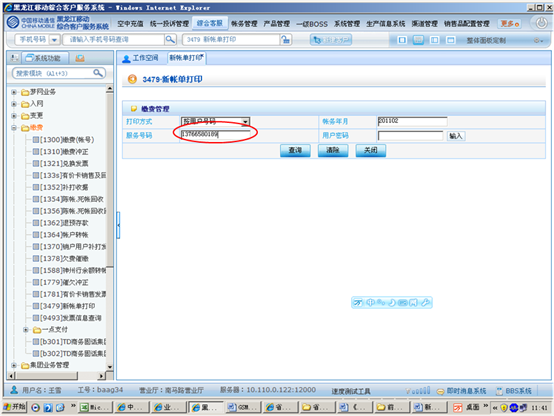 黑龙江移动综合客户服务系统 - Windows Internet Explorer
中国移动通信 CHINA MOBILE
黑龙江移动 综合客户服务系统
空中充值 统一投诉管理 综合客服 帐务管理 产品管理 一级BOSS 系统管理 生产信息系统 渠道管理 销售品配置管理 更多
手机号码 请输入手机号码查询 3479 新帐单打印 整体面板定制
系统功能
工作空间 新帐单打印
搜索模块 (Alt+3)
3479-新帐单打印
梦网业务
入网
变更
缴费
[1300]缴费(帐号)
[1310]缴费冲正
[1321]兑换发票
[133s]有价卡销售及回
[1352]补打收据
[1354]陈帐、死帐回收
[1356]陈帐、死帐回收
[1362]退预存款
[1364]帐户转帐
[1370]销户用户补打发
[1378]欠费催缴
[1588]神州行余额转帐
[1779]催欠冲正
[1781]有价卡销售发票
[3479]新帐单打印
[9493]发票信息查询
一点支付
[b301]TD商务固话集团
[b302]TD商务固话集团
集团业务管理
缴费管理
打印方式 按用户号码 帐务年月 201102
服务号码 13766580189 用户密码 输入
查询 清除 关闭
用户名：王雪 工号：baag34 营业厅：南马路营业厅 服务器：10.110.0.122:12000 速度测试工具 即时消息系统 BBS系统
开始 桌面 11:41